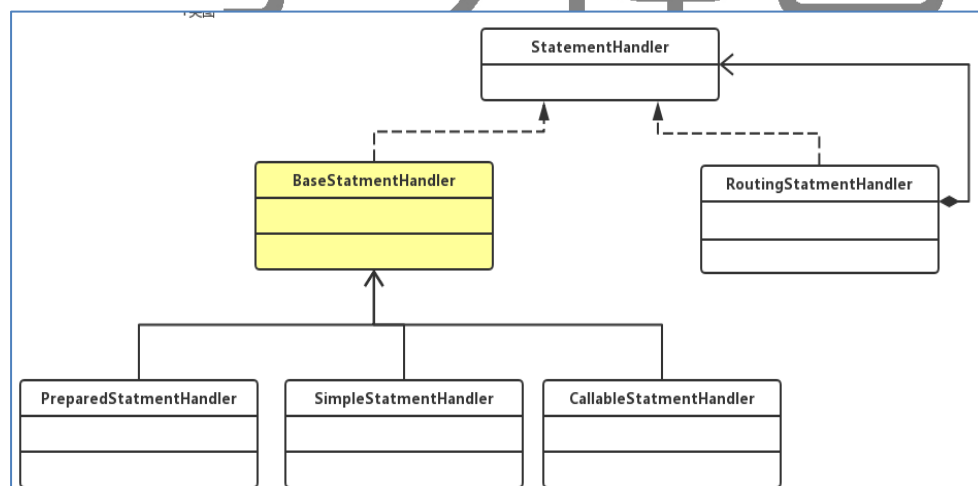 StatementHandler
BaseStatmentHandler
RoutingStatmentHandler
PreparedStatmentHandler
SimpleStatmentHandler
CallableStatmentHandler